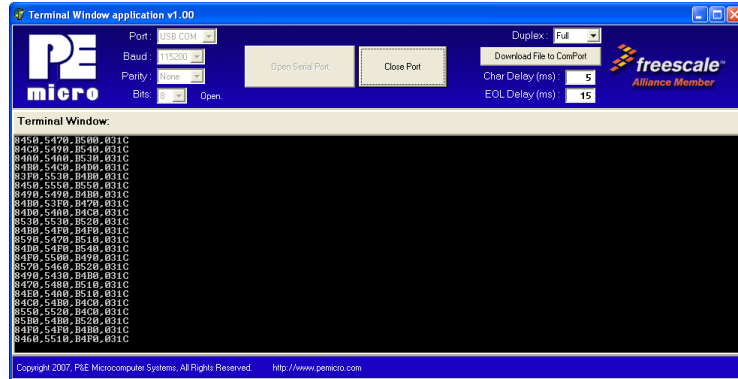 Terminal Window application v1.00
PE
micro
Port: USB COM
Baud: 115200
Parity: None
Bits: 8 Open.
Open Serial Port
Close Port
Duplex: Full
Download File to ComPort
Char Delay (ms): 5
EOL Delay (ms): 15
freescale™
Alliance Member
Terminal Window:
8450,5470,B500,031C
84C0,5490,B540,031C
84A0,54A0,B530,031C
84B0,54C0,B4D0,031C
83F0,5530,B4B0,031C
8450,5550,B550,031C
8490,5490,B4B0,031C
84B0,53F0,B470,031C
84D0,54A0,B4C0,031C
8530,5530,B520,031C
84B0,54F0,B4F0,031C
8590,5470,B510,031C
84D0,54F0,B540,031C
84F0,5500,B490,031C
8570,5460,B520,031C
8490,5430,B4B0,031C
8470,5480,B510,031C
84E0,54A0,B510,031C
84C0,54B0,B4C0,031C
8550,5520,B4C0,031C
85B0,54B0,B520,031C
84F0,54F0,B4B0,031C
8460,5510,B4F0,031C
Copyright 2007, P&E Microcomputer Systems, All Rights Reserved. http://www.pemicro.com